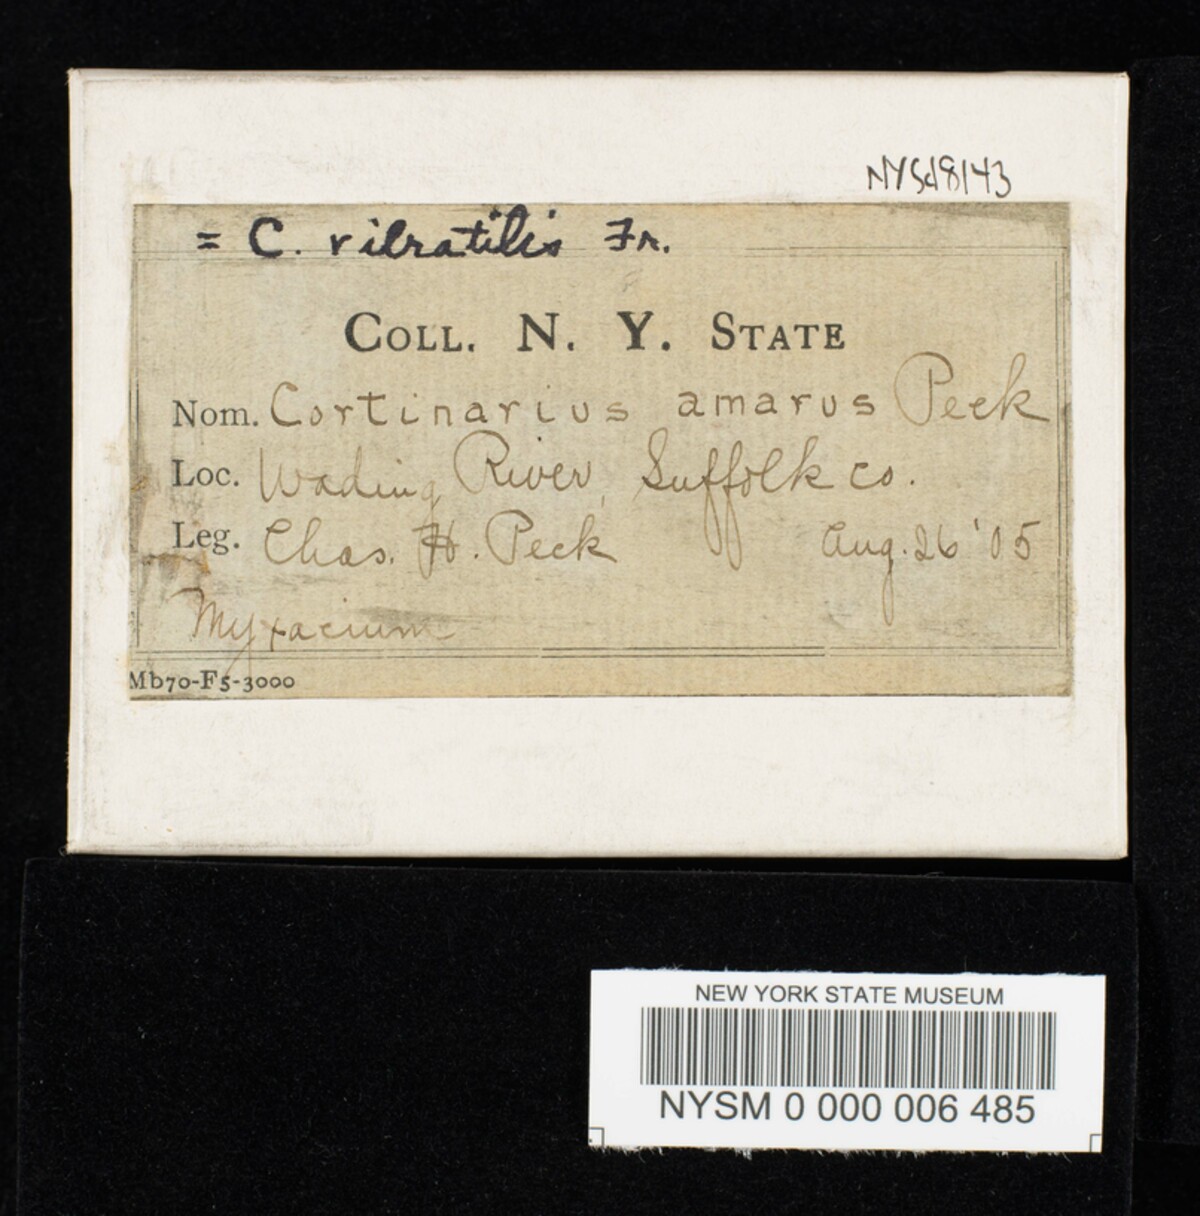 NYSd8143
= C. vibratilis Fr.
COLL. N. Y. STATE
Nom. Cortinarius amarus Peck
Loc. Wading River, Suffolk co.
Leg. Chas. H. Peck Aug. 26 '05
Myxacium
Mb70-F5-3000
NEW YORK STATE MUSEUM
NYSM 0 000 006 485